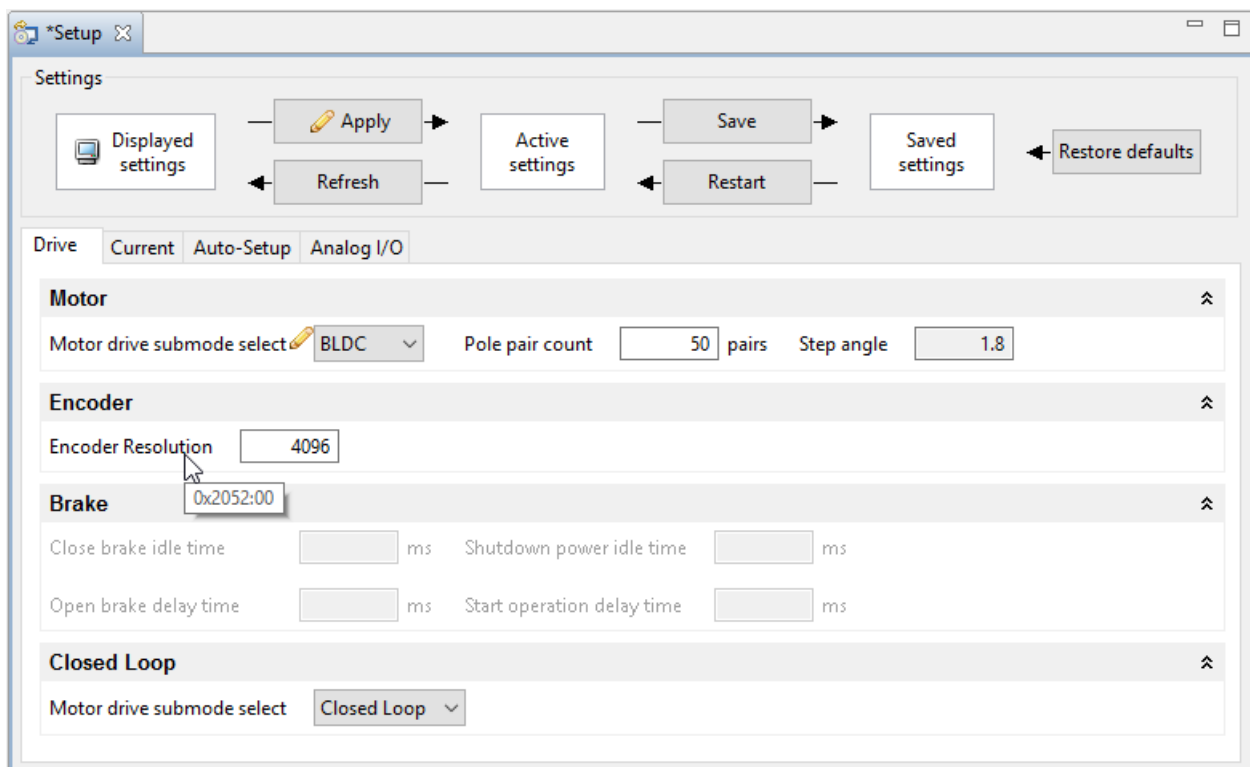 *Setup
Settings
Displayed settings
Apply
Refresh
Active settings
Save
Restart
Saved settings
Restore defaults
Drive Current Auto-Setup Analog I/O
Motor
Motor drive submode select BLDC Pole pair count 50 pairs Step angle 1.8
Encoder
Encoder Resolution 4096
0x2052:00
Brake
Close brake idle time ms Shutdown power idle time ms
Open brake delay time ms Start operation delay time ms
Closed Loop
Motor drive submode select Closed Loop